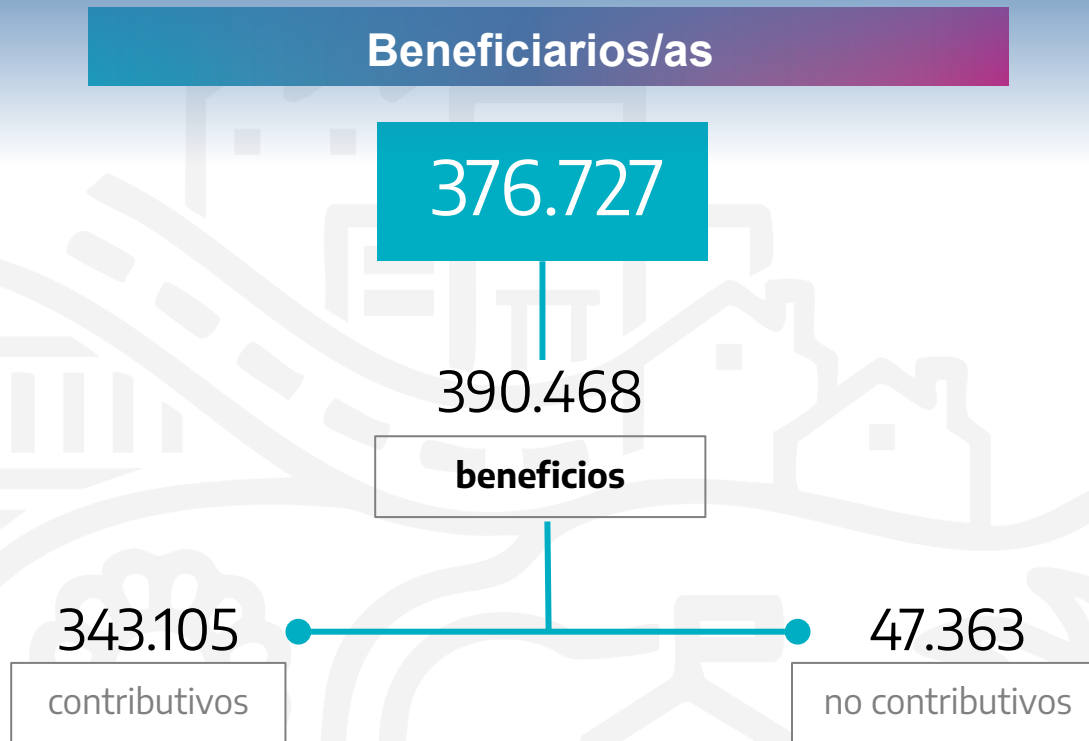 Beneficiarios/as
376.727
390.468
beneficios
343.105
contributivos
47.363
no contributivos